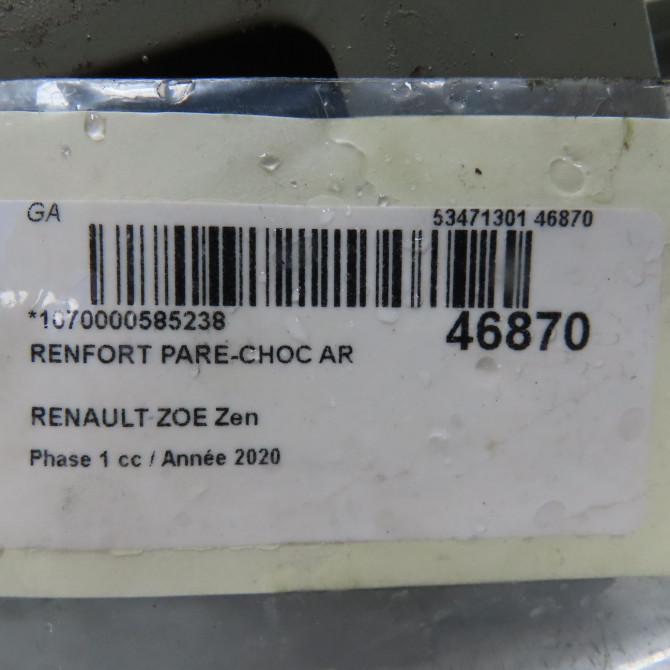 GA
53471301 46870
*1070000585238
46870
RENFORT PARE-CHOC AR
RENAULT ZOE Zen
Phase 1 cc / Année 2020